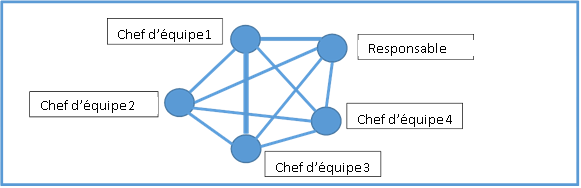 Chef d'équipe1
Responsable
Chef d'équipe2
Chef d'équipe4
Chef d'équipe3